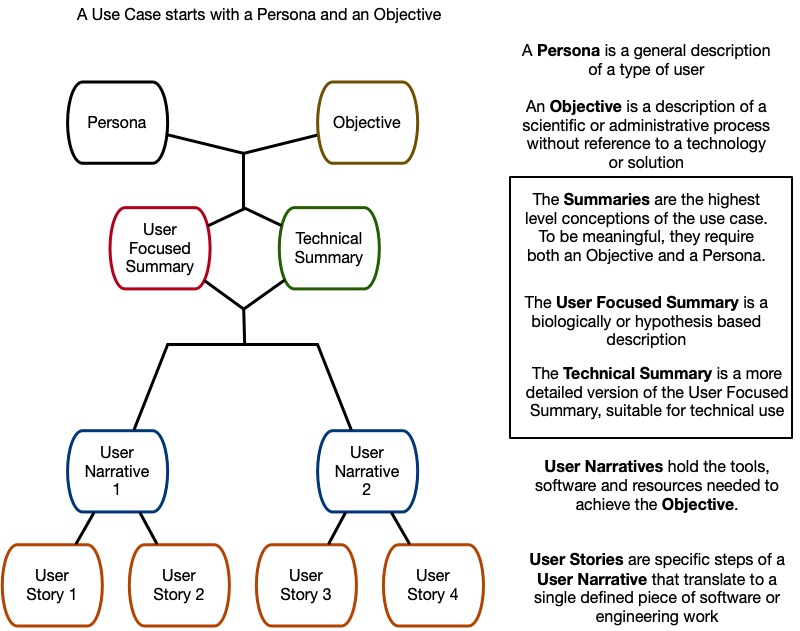 A Use Case starts with a Persona and an Objective
Persona
Objective
User
Focused
Summary
Technical
Summary
User
Narrative
1
User
Narrative
2
User
Story 1
User
Story 2
User
Story 3
User
Story 4
A Persona is a general description
of a type of user
An Objective is a description of a
scientific or administrative process
without reference to a technology
or solution
The Summaries are the highest
level conceptions of the use case.
To be meaningful, they require
both an Objective and a Persona.
The User Focused Summary is a
biologically or hypothesis based
description
The Technical Summary is a more
detailed version of the User Focused
Summary, suitable for technical use
User Narratives hold the tools,
software and resources needed to
achieve the Objective.
User Stories are specific steps of a
User Narrative that translate to a
single defined piece of software or
engineering work